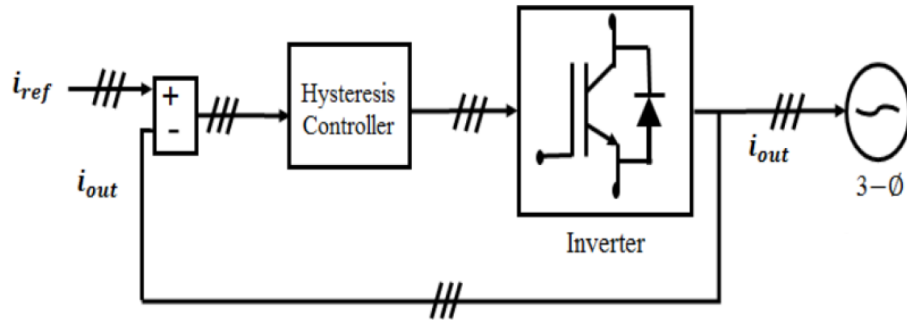 i_ref
+
-
Hysteresis
Controller
i_out
i_out
3-Ø
Inverter